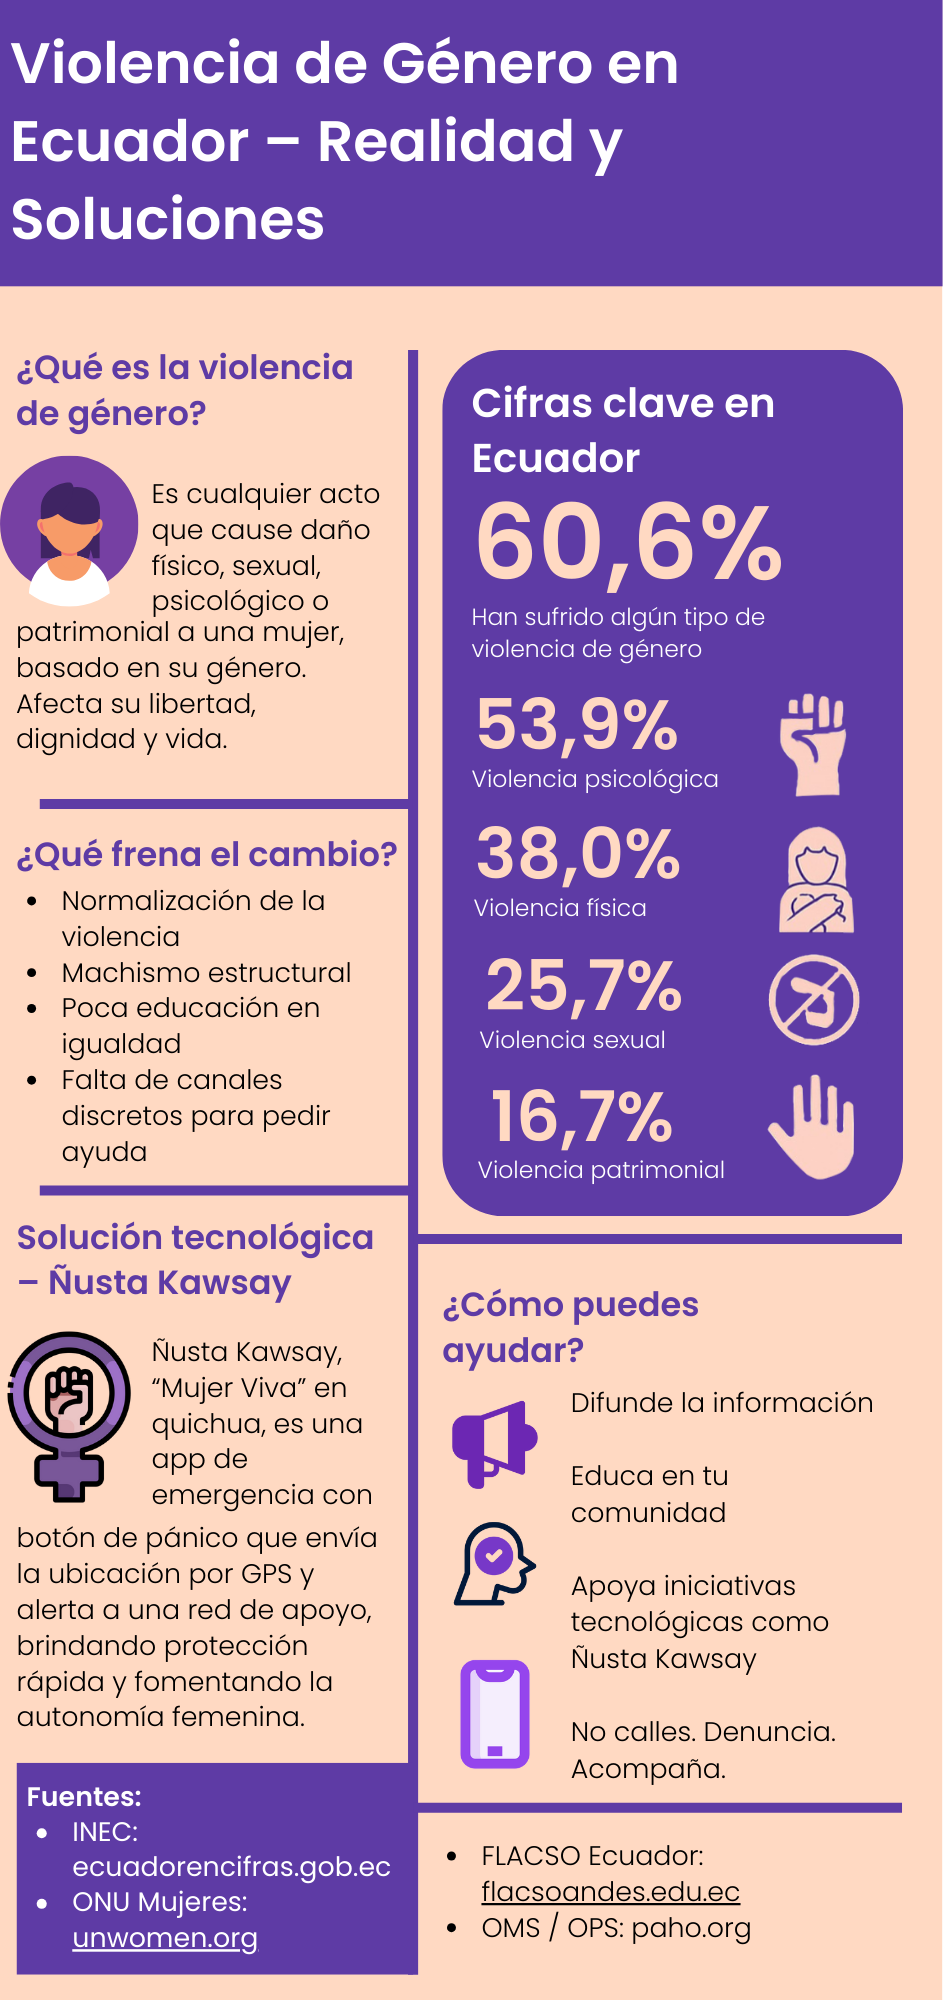 Violencia de Género en
Ecuador – Realidad y
Soluciones
¿Qué es la violencia
de género?
Es cualquier acto
que cause daño
físico, sexual,
psicológico o
patrimonial a una mujer,
basado en su género.
Afecta su libertad,
dignidad y vida.
¿Qué frena el cambio?
• Normalización de la
violencia
• Machismo estructural
• Poca educación en
igualdad
• Falta de canales
discretos para pedir
ayuda
Solución tecnológica
– Ñusta Kawsay
Ñusta Kawsay,
“Mujer Viva” en
quichua, es una
app de
emergencia con
botón de pánico que envía
la ubicación por GPS y
alerta a una red de apoyo,
brindando protección
rápida y fomentando la
autonomía femenina.
Cifras clave en
Ecuador
60,6%
Han sufrido algún tipo de
violencia de género
53,9%
Violencia psicológica
38,0%
Violencia física
25,7%
Violencia sexual
16,7%
Violencia patrimonial
¿Cómo puedes
ayudar?
Difunde la información
Educa en tu
comunidad
Apoya iniciativas
tecnológicas como
Ñusta Kawsay
No calles. Denuncia.
Acompaña.
Fuentes:
• INEC:
ecuadorencifras.gob.ec
• ONU Mujeres:
unwomen.org
• FLACSO Ecuador:
flacsoandes.edu.ec
• OMS / OPS: paho.org